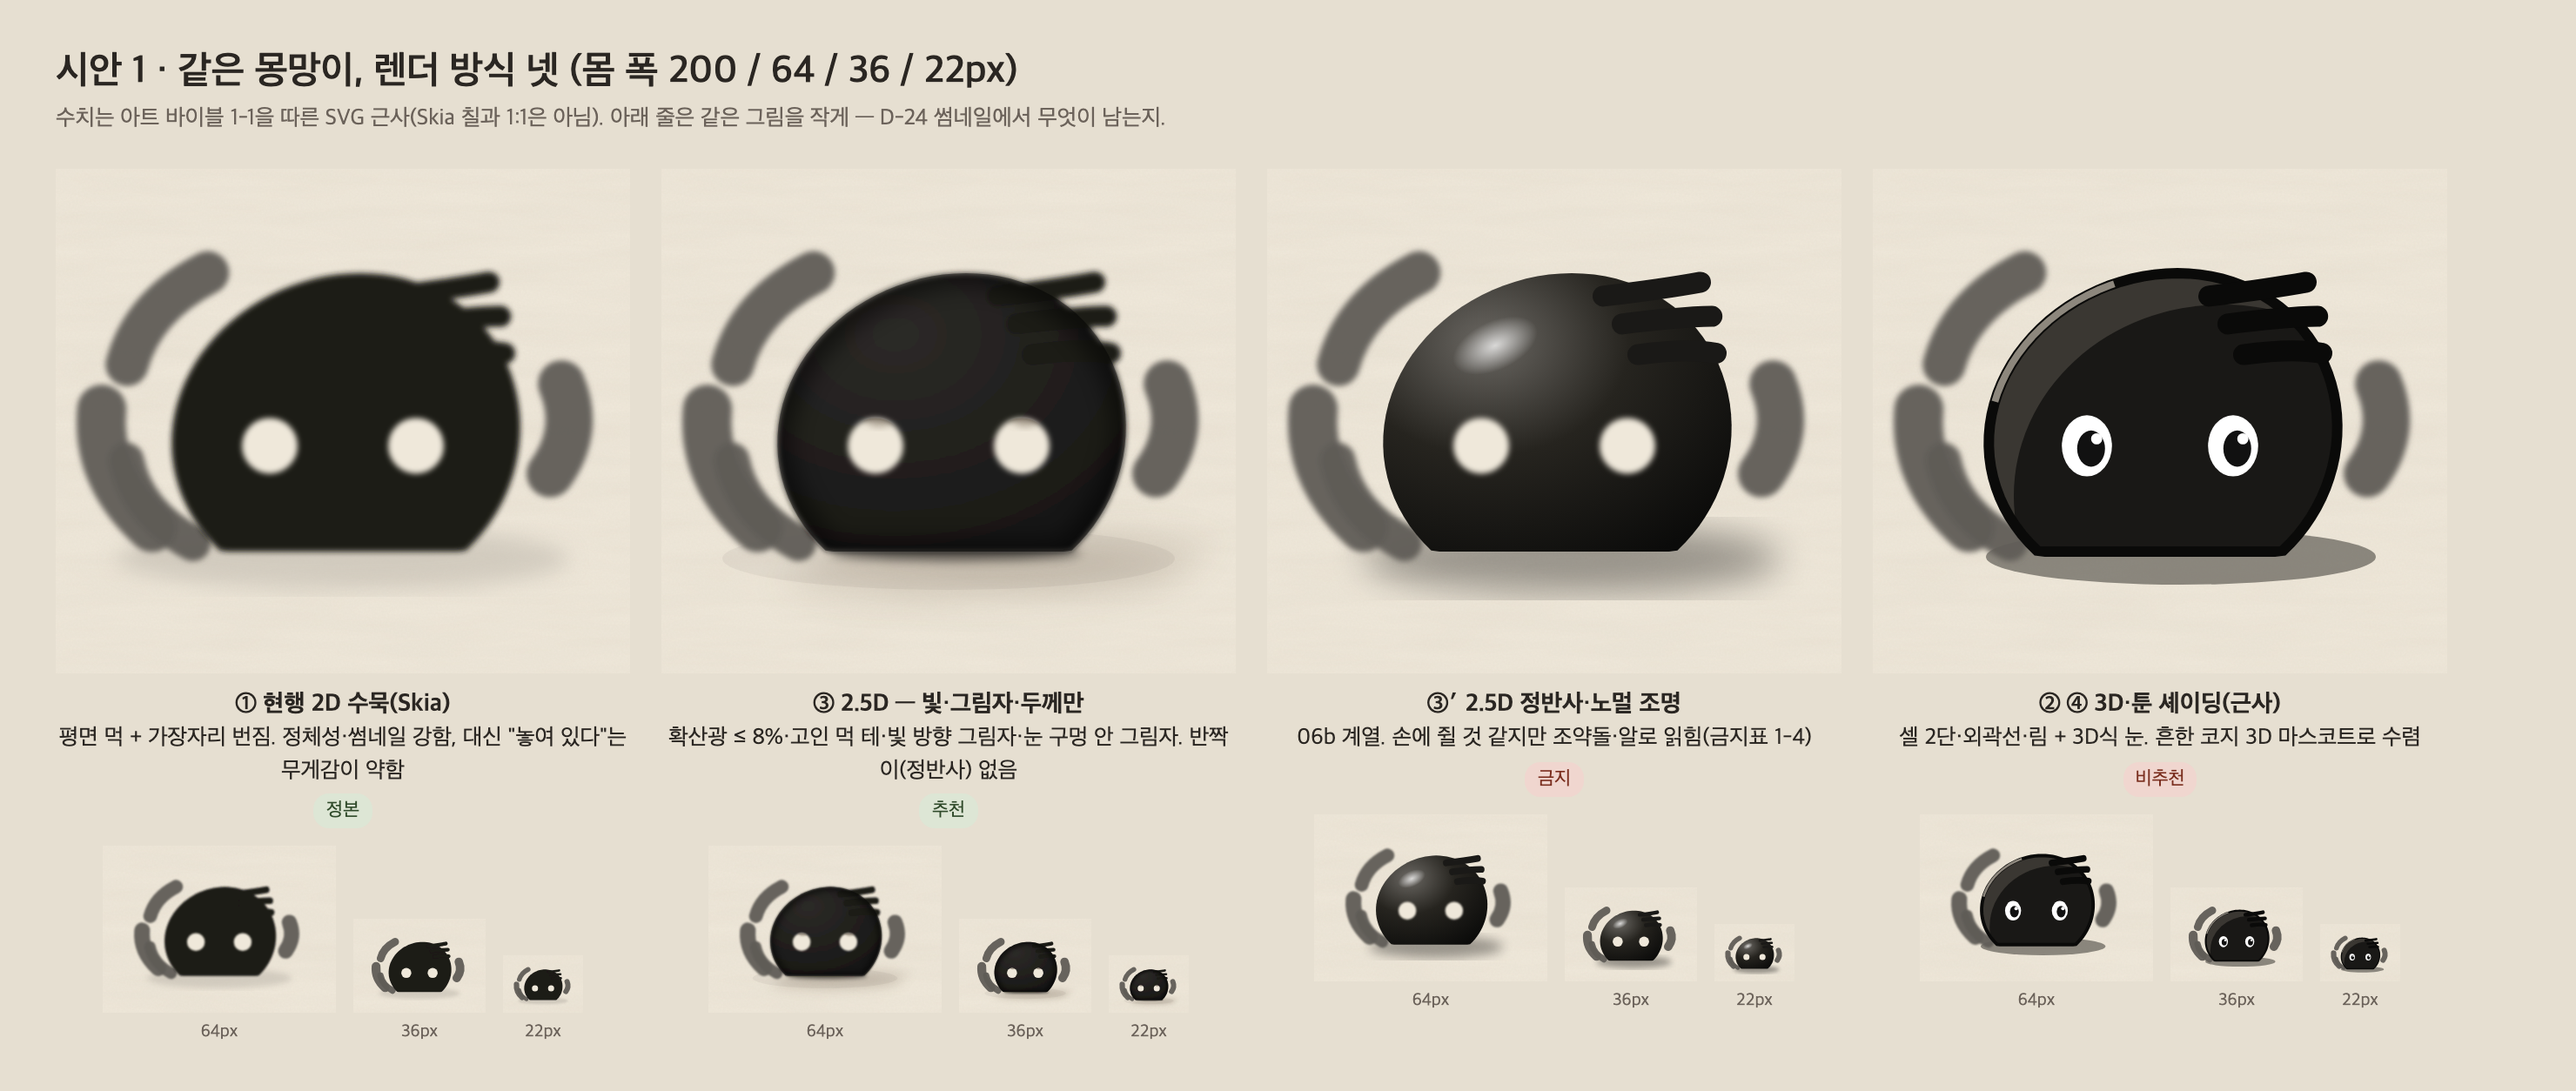 시안 1 · 같은 몽망이, 렌더 방식 넷 (몸 폭 200 / 64 / 36 / 22px)
수치는 아트 바이블 1-1을 따른 SVG 근사(Skia 칠과 1:1은 아님). 아래 줄은 같은 그림을 작게 — D-24 썸네일에서 무엇이 남는지.
① 현행 2D 수묵(Skia)
평면 먹 + 가장자리 번짐. 정체성·썸네일 강함, 대신 "놓여 있다"는
무게감이 약함
정본
64px
36px
22px
③ 2.5D — 빛·그림자·두께만
확산광 ≤ 8%·고인 먹 테·빛 방향 그림자·눈 구멍 안 그림자. 반짝
이(정반사) 없음
추천
64px
36px
22px
③′ 2.5D 정반사·노멀 조명
06b 계열. 손에 쥘 것 같지만 조약돌·알로 읽힘(금지표 1-4)
금지
64px
36px
22px
② ④ 3D·툰 셰이딩(근사)
셀 2단·외곽선·림 + 3D식 눈. 흔한 코지 3D 마스코트로 수렴
비추천
64px
36px
22px